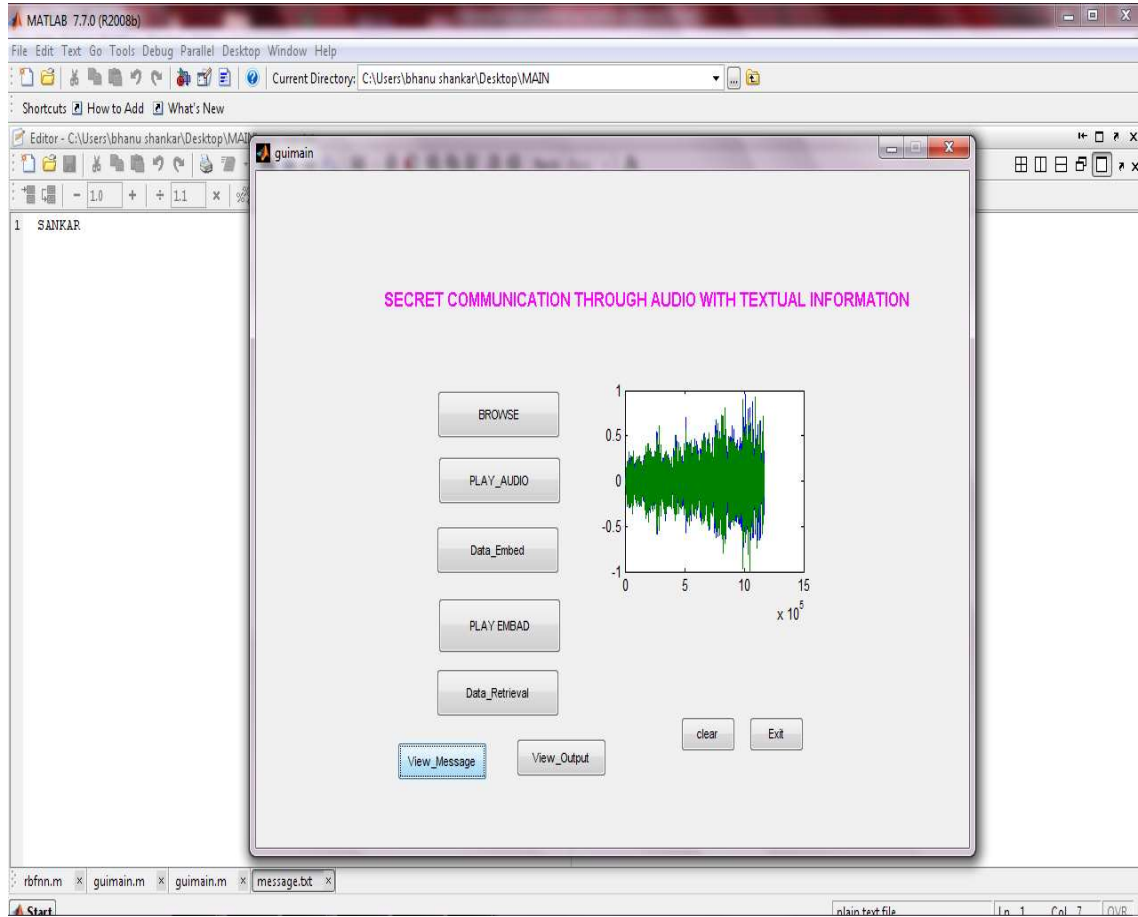 MATLAB 7.7.0 (R2008b)
File Edit Text Go Tools Debug Parallel Desktop Window Help
Current Directory: C:\Users\bhanu shankar\Desktop\MAIN
Shortcuts How to Add What's New
Editor - C:\Users\bhanu shankar\Desktop\MAI
1.0 1.1
1 SANKAR
guimain
SECRET COMMUNICATION THROUGH AUDIO WITH TEXTUAL INFORMATION
BROWSE
PLAY_AUDIO
Data_Embed
PLAY EMBAD
Data_Retrieval
View_Message
View_Output
clear
Exit
1
0.5
0
-0.5
-1
0 5 10 15
x 10^5
rbfnn.m guimain.m guimain.m message.txt
Start plain text file Ln 1 Col 7 OVR